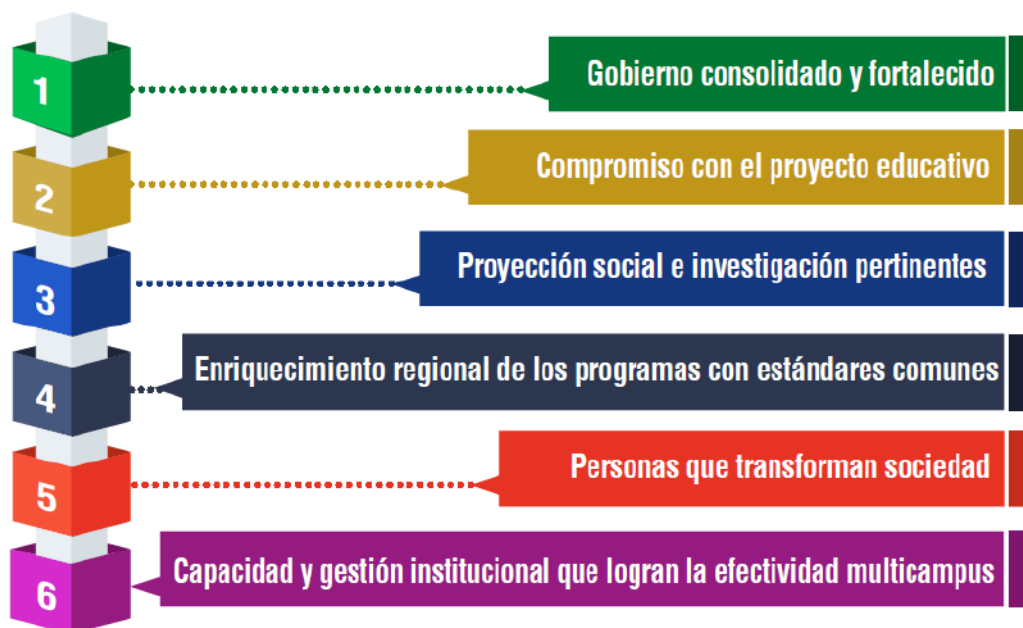 1
Gobierno consolidado y fortalecido
2
Compromiso con el proyecto educativo
3
Proyección social e investigación pertinentes
4
Enriquecimiento regional de los programas con estándares comunes
5
Personas que transforman sociedad
6
Capacidad y gestión institucional que logran la efectividad multicampus